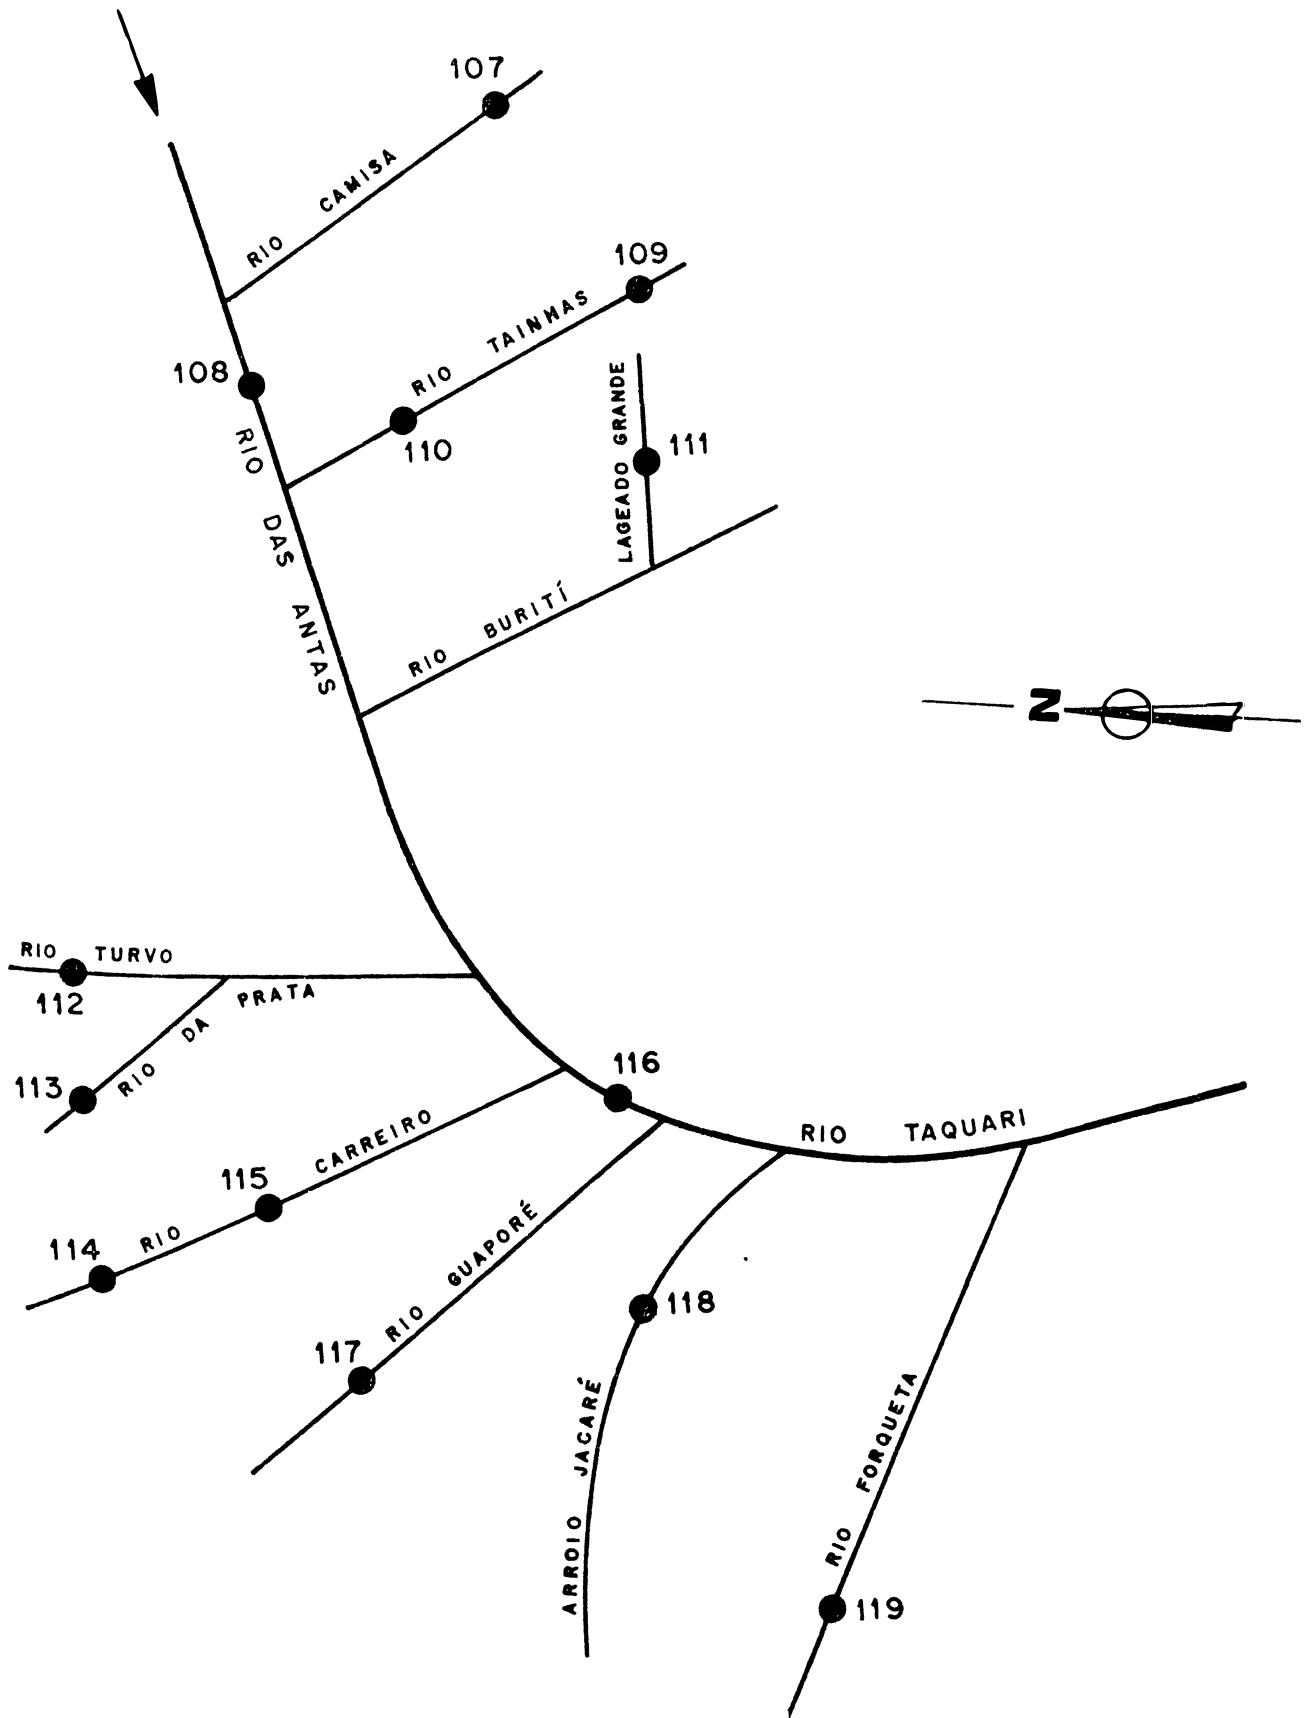 107
RIO CAMISA
109
RIO TAINHAS
108
110
LAGEADO GRANDE
111
RIO DAS ANTAS
RIO BURITÍ
N
RIO TURVO
112
RIO DA PRATA
113
116
RIO TAQUARI
RIO CARREIRO
115
114
RIO GUAPORÉ
117
118
ARROIO JACARÉ
RIO FORQUETA
119